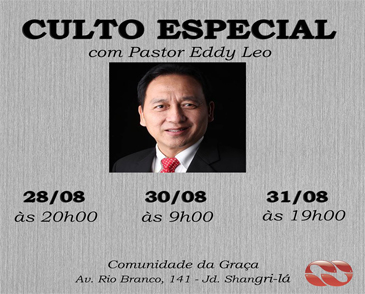 CULTO ESPECIAL
com Pastor Eddy Leo
28/08 30/08 31/08
às 20h00 às 9h00 às 19h00
Comunidade da Graça
Av. Rio Branco, 141 - Jd. Shangri-lá